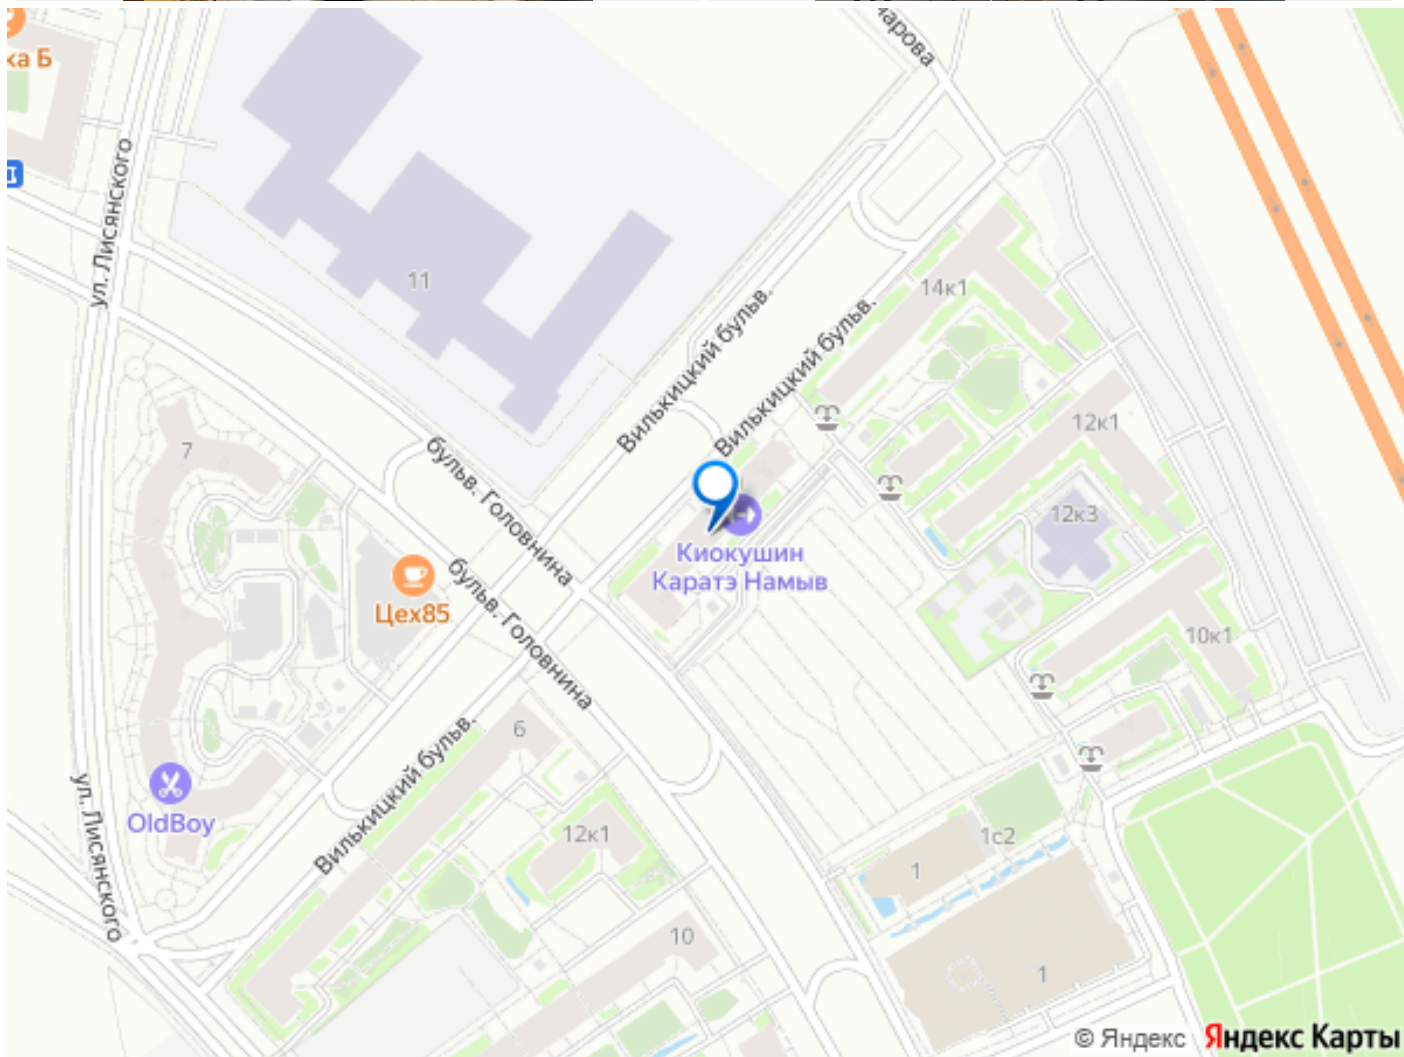 ка Б
ул. Лисянского
11
14к1
Вилькицкий бульв.
Вилькицкий бульв.
12к1
7
бульв. Головнина
12к3
Киокушин
Каратэ Намыв
Цех85
бульв. Головнина
10к1
6
Вилькицкий бульв.
OldBoy
ул. Лисянского
12к1
1с2
1
10
1
© Яндекс Яндекс Карты